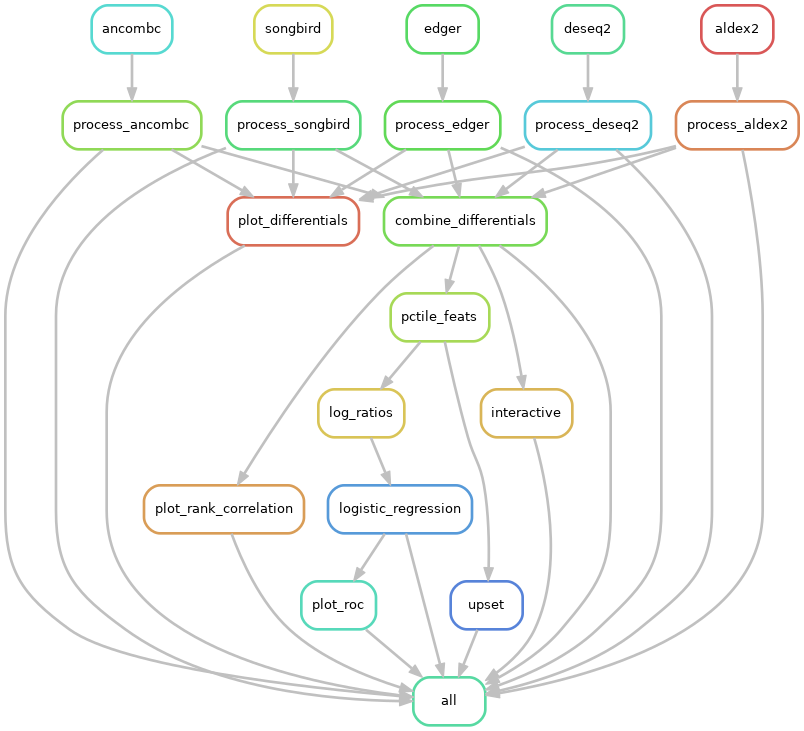 ancombc
songbird
edger
deseq2
aldex2
process_ancombc
process_songbird
process_edger
process_deseq2
process_aldex2
plot_differentials
combine_differentials
pctile_feats
log_ratios
interactive
plot_rank_correlation
logistic_regression
plot_roc
upset
all